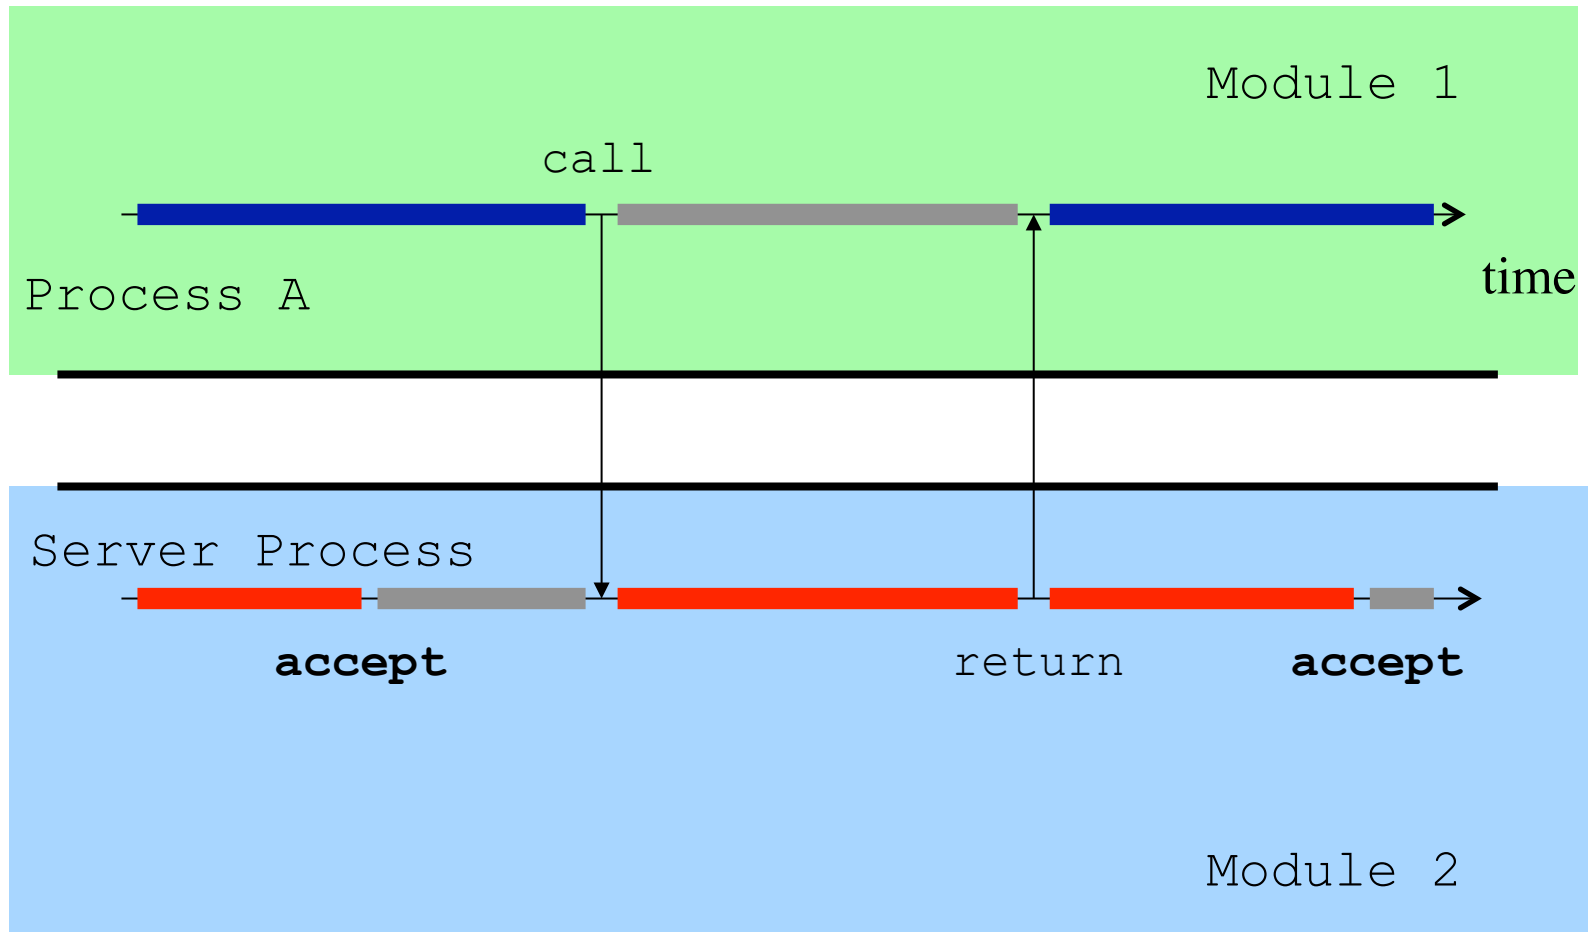 Module 1
call
Process A
time
Server Process
accept
return
accept
Module 2